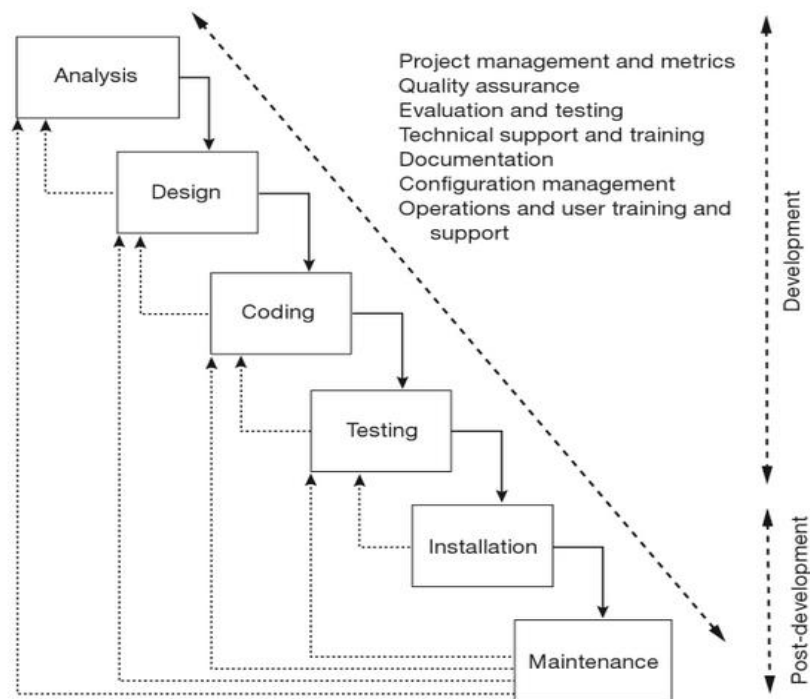 Analysis
Project management and metrics
Quality assurance
Evaluation and testing
Technical support and training
Documentation
Configuration management
Operations and user training and
support
Development
Design
Coding
Testing
Installation
Maintenance
Post-development